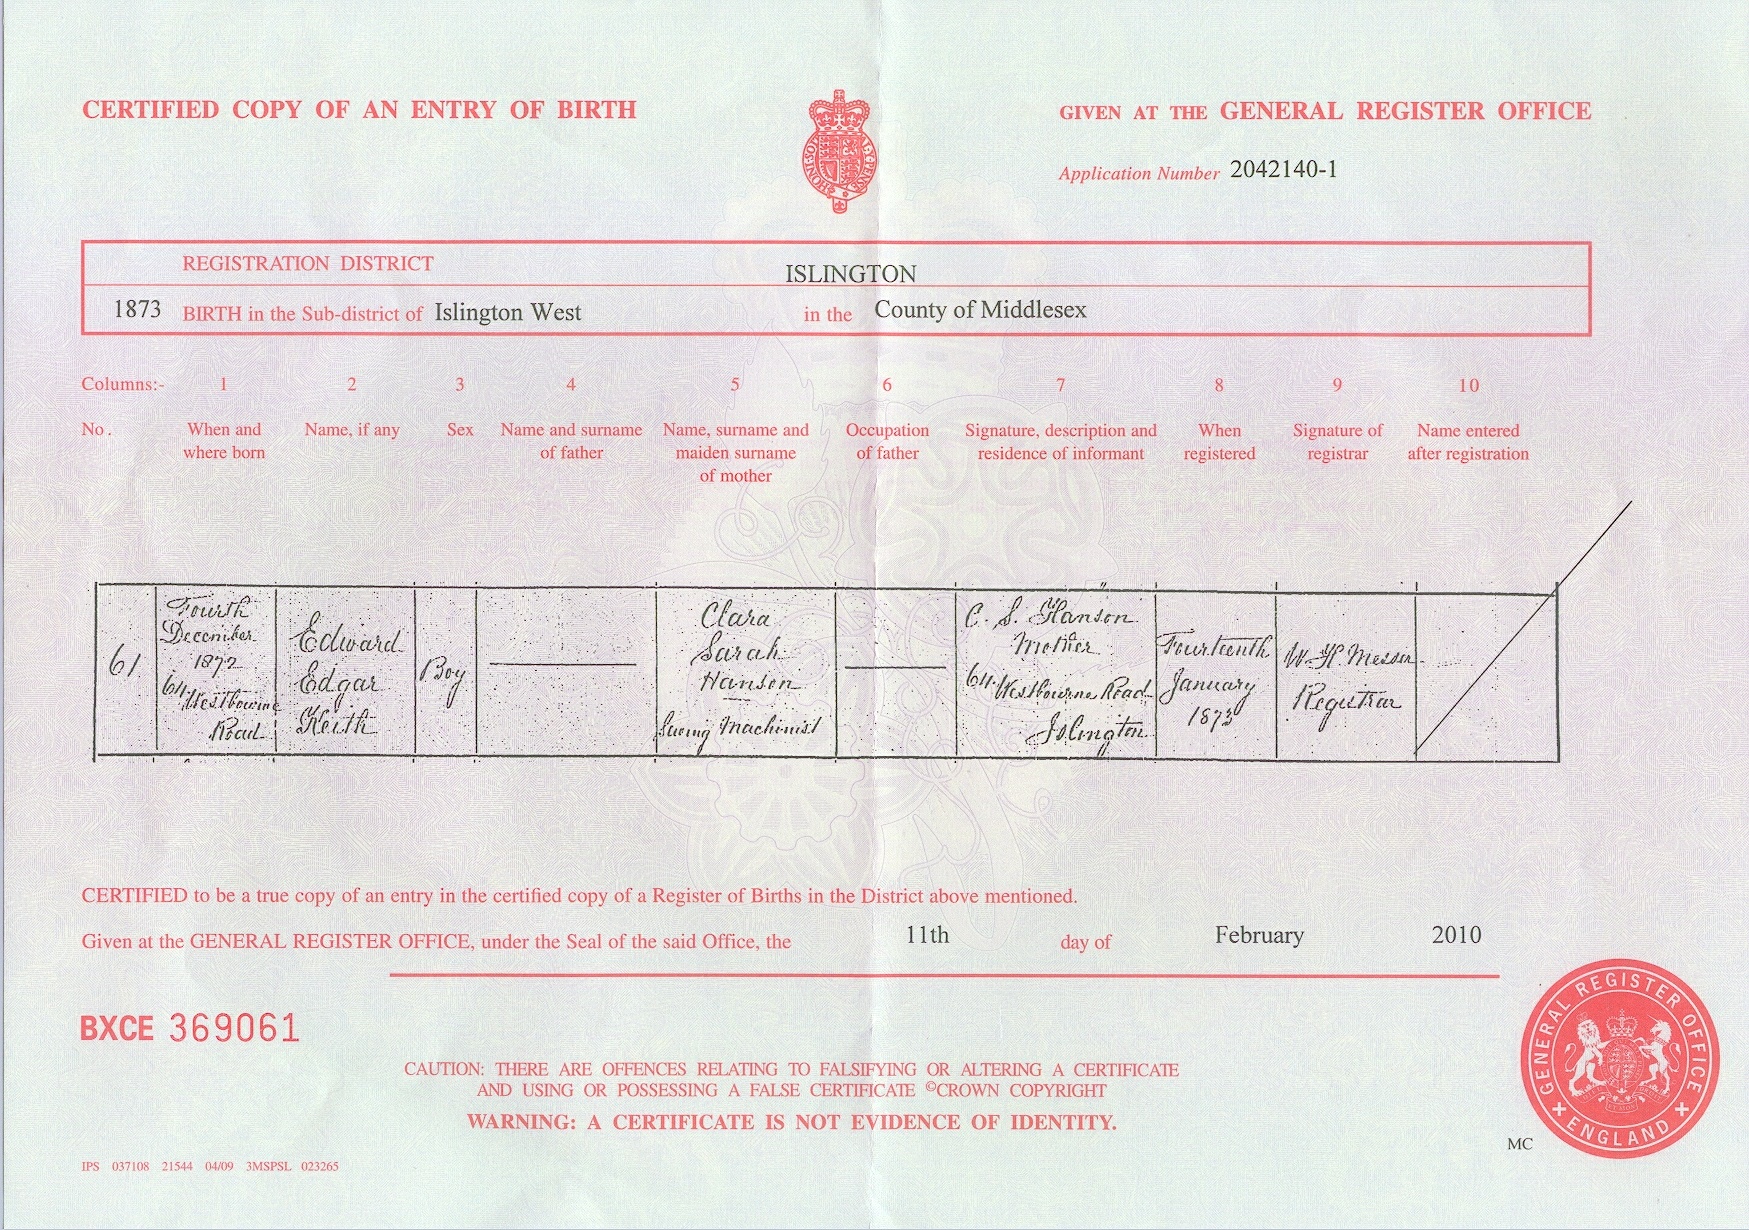 CERTIFIED COPY OF AN ENTRY OF BIRTH
GIVEN AT THE GENERAL REGISTER OFFICE
Application Number 2042140-1
REGISTRATION DISTRICT ISLINGTON
1873 BIRTH in the Sub-district of Islington West in the County of Middlesex
Columns:- 1 2 3 4 5 6 7 8 9 10
No. When and where born
Name, if any
Sex
Name and surname of father
Name, surname and maiden surname of mother
Occupation of father
Signature, description and residence of informant
When registered
Signature of registrar
Name entered after registration
61
Fourth
December
1872
64 Westbourne
Road
Edward
Edgar
Keith
Boy
Clara
Sarah
Hanson
Machinist
C. S. Hanson
Mother
64 Westbourne Road
Islington
Fourteenth
January
1873
W. H. Messer
Registrar
CERTIFIED to be a true copy of an entry in the certified copy of a Register of Births in the District above mentioned.
Given at the GENERAL REGISTER OFFICE, under the Seal of the said Office, the 11th day of February 2010
BXCE 369061
CAUTION: THERE ARE OFFENCES RELATING TO FALSIFYING OR ALTERING A CERTIFICATE
AND USING OR POSSESSING A FALSE CERTIFICATE ©CROWN COPYRIGHT
WARNING: A CERTIFICATE IS NOT EVIDENCE OF IDENTITY.
GENERAL REGISTER OFFICE
ENGLAND
MC
IPS 037108 21544 04/09 3MSPSL 023265